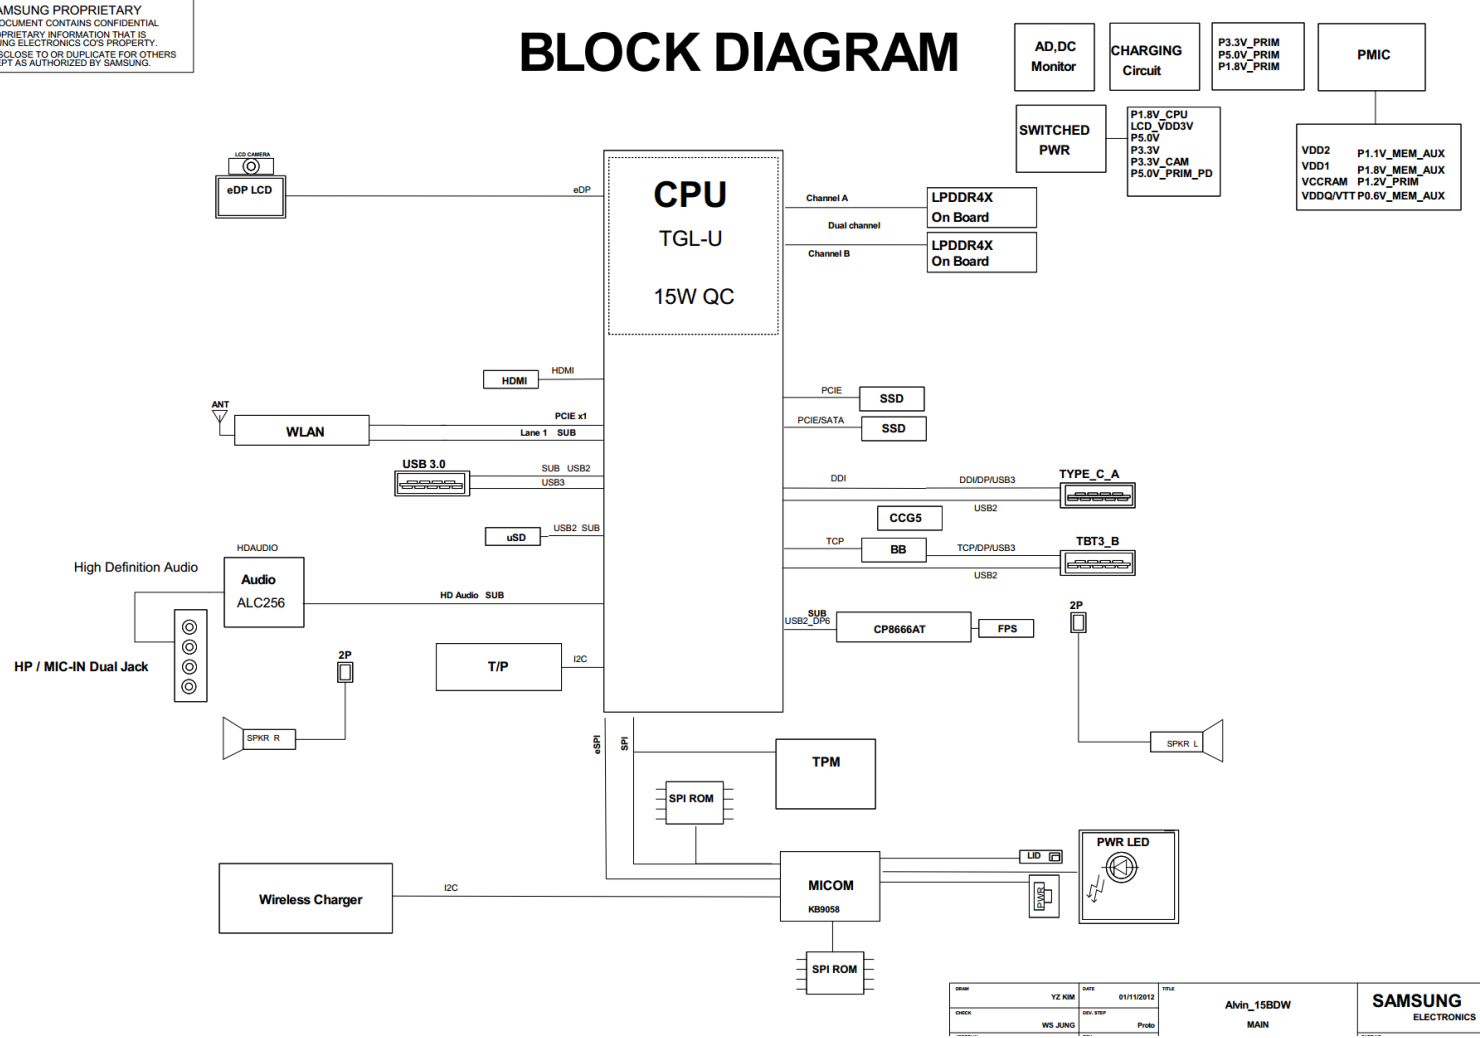 AMSUNG PROPRIETARY
OCUMENT CONTAINS CONFIDENTIAL
OPRIETARY INFORMATION THAT IS
UNG ELECTRONICS CO'S PROPERTY.
SCLOSE TO OR DUPLICATE FOR OTHERS
EPT AS AUTHORIZED BY SAMSUNG.
BLOCK DIAGRAM
AD,DC
Monitor
CHARGING
Circuit
P3.3V_PRIM
P5.0V_PRIM
P1.8V_PRIM
PMIC
SWITCHED
PWR
P1.8V_CPU
LCD_VDD3V
P5.0V
P3.3V
P3.3V_CAM
P5.0V_PRIM_PD
VDD2 P1.1V_MEM_AUX
VDD1 P1.8V_MEM_AUX
VCCRAM P1.2V_PRIM
VDDQ/VTT P0.6V_MEM_AUX
LCD CAMERA
eDP LCD
eDP
CPU
TGL-U
15W QC
Channel A
Dual channel
Channel B
LPDDR4X
On Board
LPDDR4X
On Board
HDMI
HDMI
ANT
WLAN
PCIE x1
Lane 1 SUB
USB 3.0
SUB USB2
USB3
uSD
USB2 SUB
PCIE
SSD
PCIE/SATA
SSD
DDI
DDI/DP/USB3
TYPE_C_A
USB2
CCG5
TCP
BB
TCP/DP/USB3
TBT3_B
USB2
HDAUDIO
High Definition Audio
Audio
ALC256
HD Audio SUB
HP / MIC-IN Dual Jack
SUB
USB2_DP6
CP8666AT
FPS
2P
T/P
I2C
2P
SPKR R
SPKR L
eSPI
SPI
TPM
SPI ROM
Wireless Charger
I2C
MICOM
KB9058
LID
PWR
PWR LED
SPI ROM
DRAW
YZ KIM
DATE
01/11/2012
TITLE
Alvin_15BDW
MAIN
SAMSUNG
ELECTRONICS
CHECK
WS JUNG
DEV. STEP
Proto